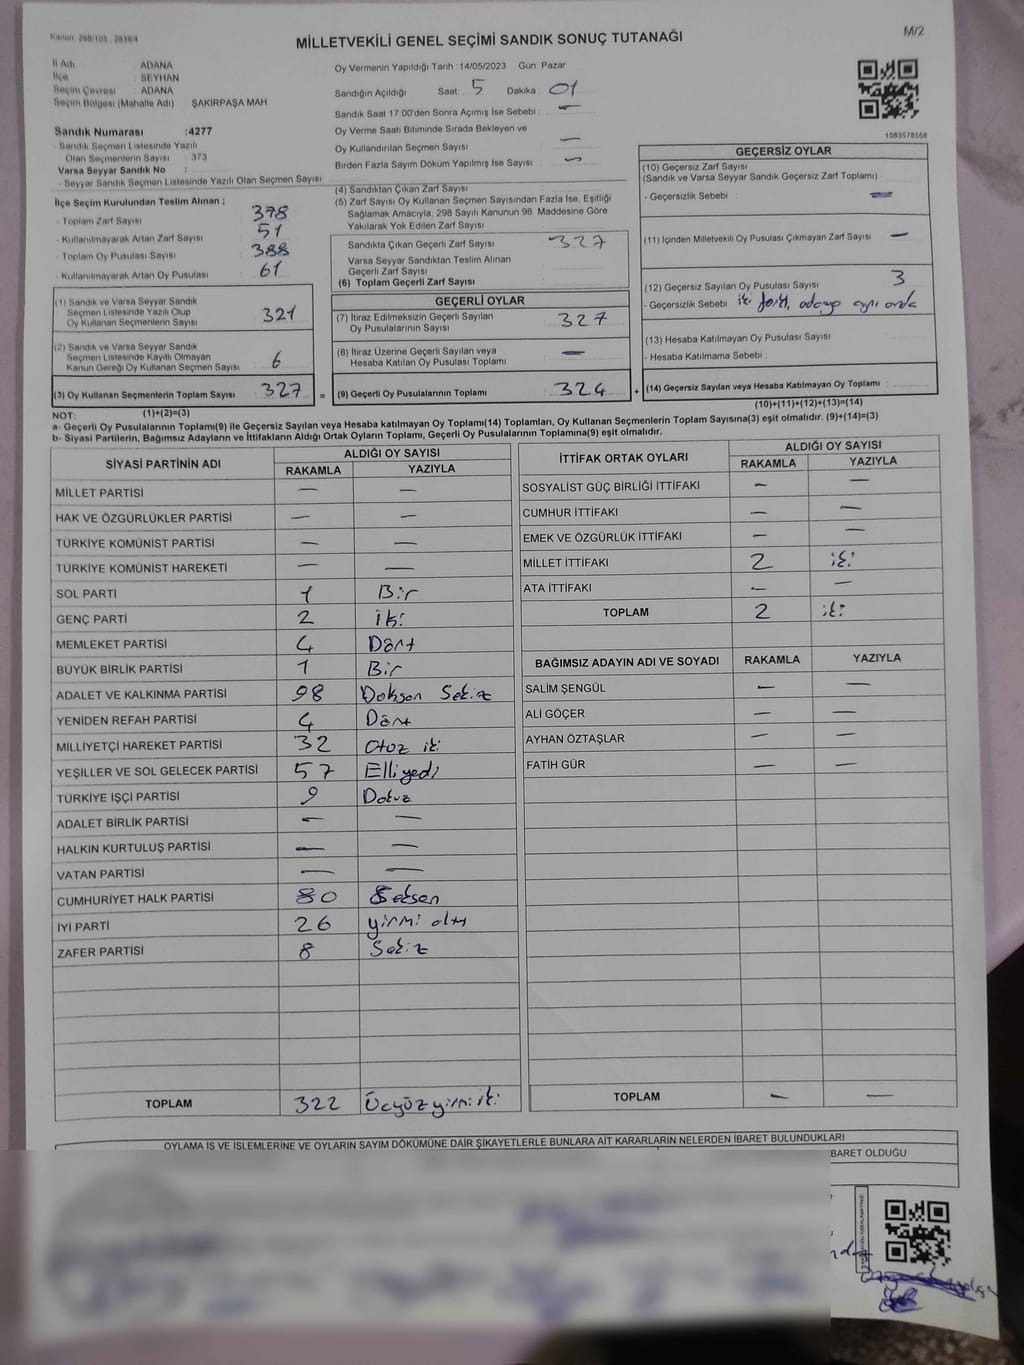 Kanun: 298/105, 2839/4
M/2
MİLLETVEKİLİ GENEL SEÇİMİ SANDIK SONUÇ TUTANAĞI
İl Adı : ADANA
İlçe : SEYHAN
Seçim Çevresi : ADANA
Seçim Bölgesi (Mahalle Adı) ŞAKİRPAŞA MAH
Sandık Numarası :4277
- Sandık Seçmen Listesinde Yazılı
Olan Seçmenlerin Sayısı : 373
Varsa Seyyar Sandık No :
- Seyyar Sandık Seçmen Listesinde Yazılı Olan Seçmen Sayısı
Oy Vermenin Yapıldığı Tarih :14/05/2023 Gün: Pazar
Sandığın Açıldığı Saat 5 Dakika 01
Sandık Saat 17:00'den Sonra Açımış İse Sebebi : —
Oy Verme Saati Bitiminde Sırada Bekleyen ve
Oy Kullandırılan Seçmen Sayısı —
Birden Fazla Sayım Döküm Yapılmış İse Sayısı —
1083578558
İlçe Seçim Kurulundan Teslim Alınan ;
- Toplam Zarf Sayısı 378
- Kullanılmayarak Artan Zarf Sayısı 51
- Toplam Oy Pusulası Sayısı 388
- Kullanılmayarak Artan Oy Pusulası 61
(1) Sandık ve Varsa Seyyar Sandık
Seçmen Listesinde Yazılı Olup
Oy Kullanan Seçmenlerin Sayısı 321
(2) Sandık ve Varsa Seyyar Sandık
Seçmen Listesinde Kayıtlı Olmayan
Kanun Gereği Oy Kullanan Seçmen Sayısı 6
(3) Oy Kullanan Seçmenlerin Toplam Sayısı 327 =
(4) Sandıktan Çıkan Zarf Sayısı
(5) Zarf Sayısı Oy Kullanan Seçmen Sayısından Fazla İse, Eşitliği
Sağlamak Amacıyla, 298 Sayılı Kanunun 98. Maddesine Göre
Yakılarak Yok Edilen Zarf Sayısı
Sandıkta Çıkan Geçerli Zarf Sayısı 327
Varsa Seyyar Sandıktan Teslim Alınan
Geçerli Zarf Sayısı
(6) Toplam Geçerli Zarf Sayısı
GEÇERLİ OYLAR
(7) İtiraz Edilmeksizin Geçerli Sayılan
Oy Pusulalarının Sayısı 327
(8) İtiraz Üzerine Geçerli Sayılan veya
Hesaba Katılan Oy Pusulası Toplamı —
(9) Geçerli Oy Pusulalarının Toplamı 324 +
GEÇERSİZ OYLAR
(10) Geçersiz Zarf Sayısı
(Sandık ve Varsa Seyyar Sandık Geçersiz Zarf Toplamı)
- Geçersizlik Sebebi : —
(11) İçinden Milletvekili Oy Pusulası Çıkmayan Zarf Sayısı —
(12) Geçersiz Sayılan Oy Pusulası Sayısı 3
- Geçersizlik Sebebi : iki parti, adaya aynı anda
(13) Hesaba Katılmayan Oy Pusulası Sayısı
- Hesaba Katılmama Sebebi :
(14) Geçersiz Sayılan veya Hesaba Katılmayan Oy Toplamı
(10)+(11)+(12)+(13)=(14)
NOT: (1)+(2)=(3)
a- Geçerli Oy Pusulalarının Toplamı(9) ile Geçersiz Sayılan veya Hesaba Katılmayan Oy Toplamı(14) Toplamları, Oy Kullanan Seçmenlerin Toplam Sayısına(3) eşit olmalıdır. (9)+(14)=(3)
b- Siyasi Partilerin, Bağımsız Adayların ve İttifakların Aldığı Ortak Oyların Toplamı, Geçerli Oy Pusulalarının Toplamına(9) eşit olmalıdır.
SİYASİ PARTİNİN ADI ALDIĞI OY SAYISI
RAKAMLA YAZIYLA
MİLLET PARTİSİ — —
HAK VE ÖZGÜRLÜKLER PARTİSİ — —
TÜRKİYE KOMÜNİST PARTİSİ — —
TÜRKİYE KOMÜNİST HAREKETİ — —
SOL PARTİ 1 Bir
GENÇ PARTİ 2 iki
MEMLEKET PARTİSİ 4 Dört
BÜYÜK BİRLİK PARTİSİ 1 Bir
ADALET VE KALKINMA PARTİSİ 98 Doksan Sekiz
YENİDEN REFAH PARTİSİ 4 Dört
MİLLİYETÇİ HAREKET PARTİSİ 32 Otuz iki
YEŞİLLER VE SOL GELECEK PARTİSİ 57 Elliyedi
TÜRKİYE İŞÇİ PARTİSİ 9 Dokuz
ADALET BİRLİK PARTİSİ — —
HALKIN KURTULUŞ PARTİSİ — —
VATAN PARTİSİ — —
CUMHURİYET HALK PARTİSİ 80 Seksen
İYİ PARTİ 26 yirmi altı
ZAFER PARTİSİ 8 Sekiz
TOPLAM 322 Üçyüzyirmi iki
İTTİFAK ORTAK OYLARI ALDIĞI OY SAYISI
RAKAMLA YAZIYLA
SOSYALİST GÜÇ BİRLİĞİ İTTİFAKI — —
CUMHUR İTTİFAKI — —
EMEK VE ÖZGÜRLÜK İTTİFAKI — —
MİLLET İTTİFAKI 2 iki
ATA İTTİFAKI — —
TOPLAM 2 iki
BAĞIMSIZ ADAYIN ADI VE SOYADI RAKAMLA YAZIYLA
SALİM ŞENGÜL — —
ALİ GÖÇER — —
AYHAN ÖZTAŞLAR — —
FATİH GÜR — —
TOPLAM — —
OYLAMA İŞ VE İŞLEMLERİNE VE OYLARIN SAYIM DÖKÜMÜNE DAİR ŞİKAYETLERLE BUNLARA AİT KARARLARIN NELERDEN İBARET BULUNDUKLARI
BARET OLDUĞU